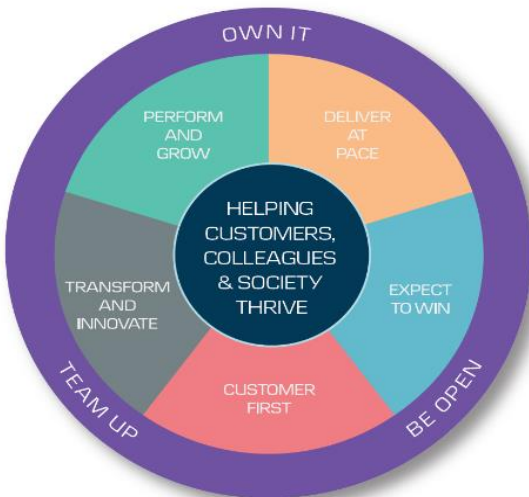 OWN IT
PERFORM
AND
GROW
DELIVER
AT
PACE
HELPING
CUSTOMERS,
COLLEAGUES
& SOCIETY
THRIVE
TRANSFORM
AND
INNOVATE
EXPECT
TO WIN
CUSTOMER
FIRST
TEAM UP
BE OPEN